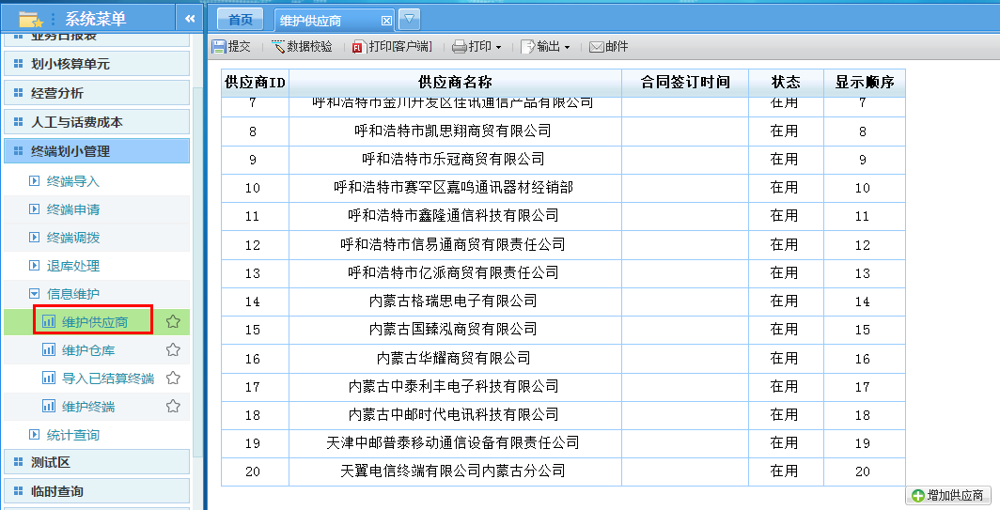 系统菜单
«
业务日报表
划小核算单元
经营分析
人工与话费成本
终端划小管理
终端导入
终端申请
终端调拨
退库处理
信息维护
维护供应商
维护仓库
导入已结算终端
维护终端
统计查询
测试区
临时查询
首页 维护供应商
提交 数据校验 打印[客户端] 打印 输出 邮件
供应商ID 供应商名称 合同签订时间 状态 显示顺序
7 呼和浩特市金川开发区佳讯通信产品有限公司 在用 7
8 呼和浩特市凯思翔商贸有限公司 在用 8
9 呼和浩特市乐冠商贸有限公司 在用 9
10 呼和浩特市赛罕区嘉鸣通讯器材经销部 在用 10
11 呼和浩特市鑫隆通信科技有限公司 在用 11
12 呼和浩特市信易通商贸有限责任公司 在用 12
13 呼和浩特市亿派商贸有限责任公司 在用 13
14 内蒙古格瑞思电子有限公司 在用 14
15 内蒙古国臻泓商贸有限公司 在用 15
16 内蒙古华耀商贸有限公司 在用 16
17 内蒙古中泰利丰电子科技有限公司 在用 17
18 内蒙古中邮时代电讯科技有限公司 在用 18
19 天津中邮普泰移动通信设备有限责任公司 在用 19
20 天翼电信终端有限公司内蒙古分公司 在用 20
增加供应商